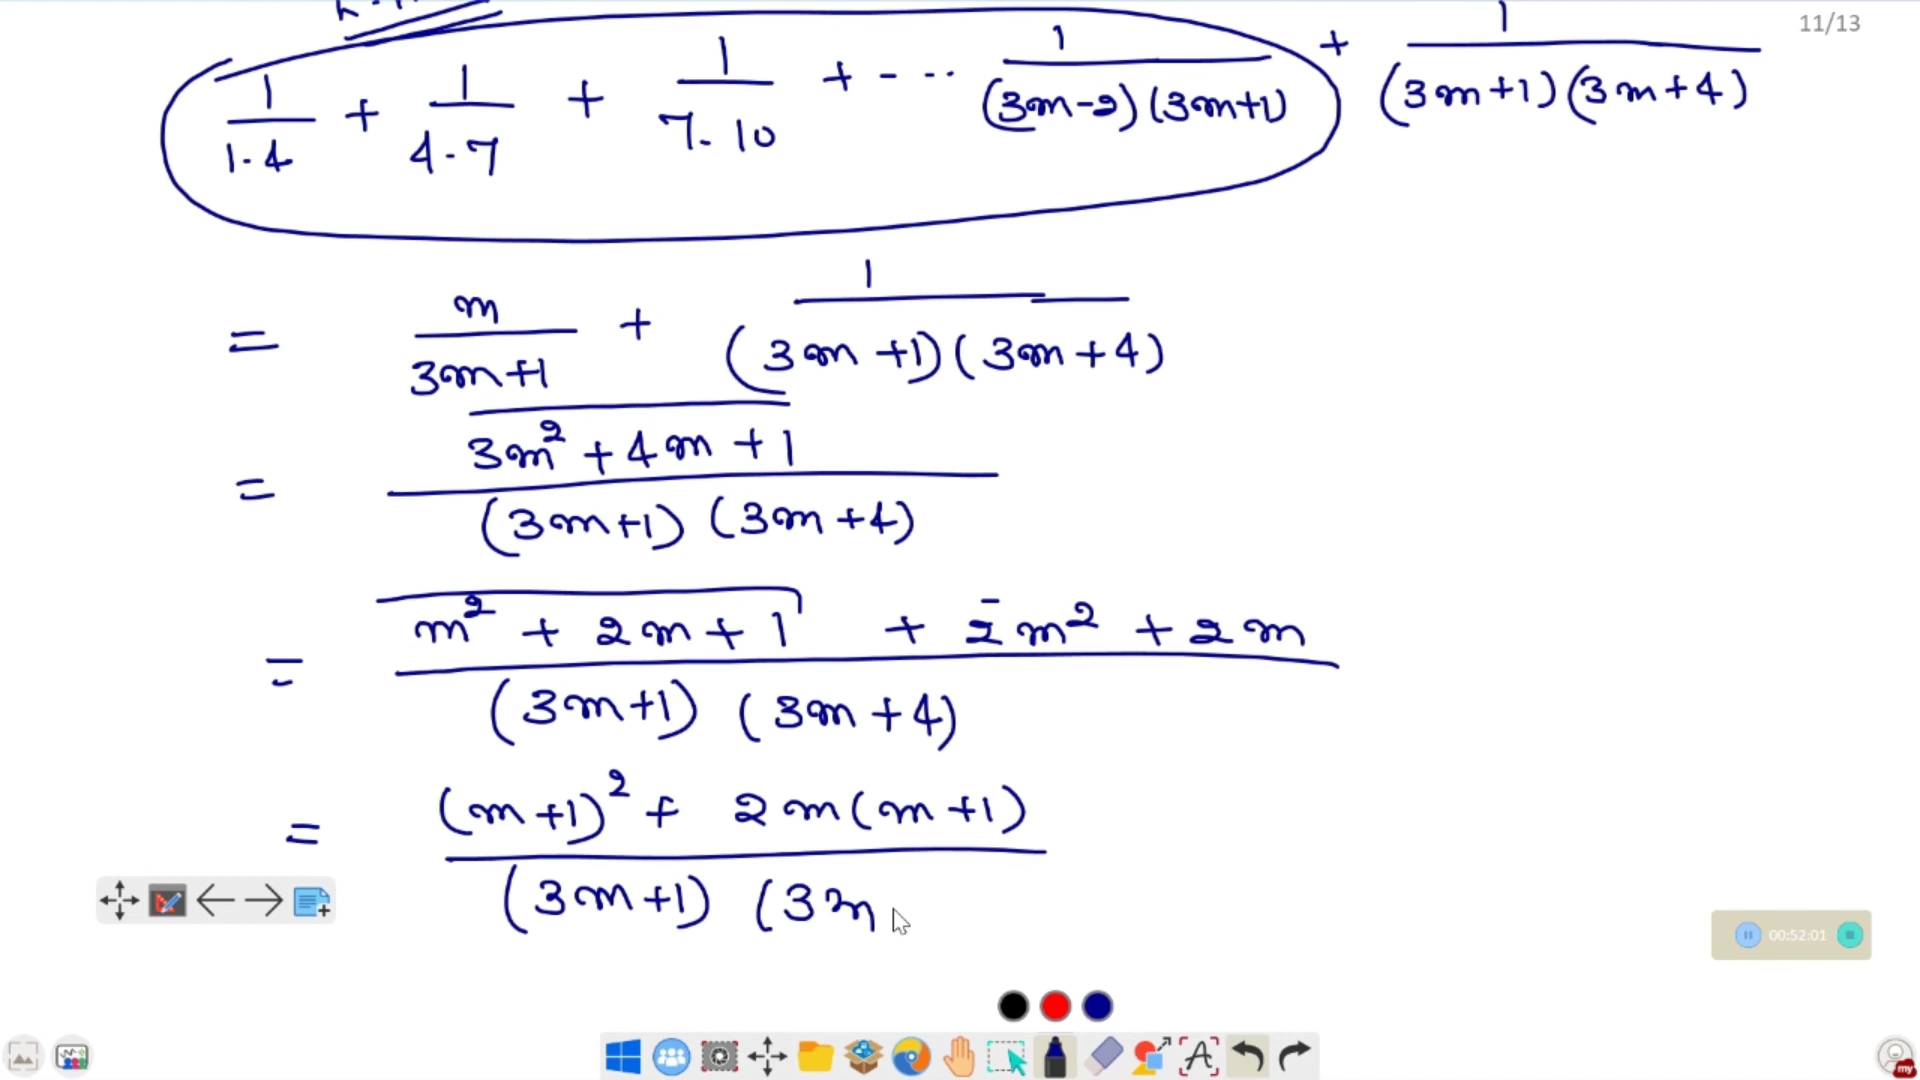 11/13
1/(1·4) + 1/(4·7) + 1/(7·10) + - ·· 1/((3m-2)(3m+1)) + 1/((3m+1)(3m+4))
= m/(3m+1) + 1/((3m+1)(3m+4))
= (3m²+4m+1)/((3m+1)(3m+4))
= (m² + 2m + 1 + 2m² + 2m)/((3m+1)(3m+4))
= ((m+1)² + 2m(m+1))/((3m+1)(3m
00:52:01
A
my